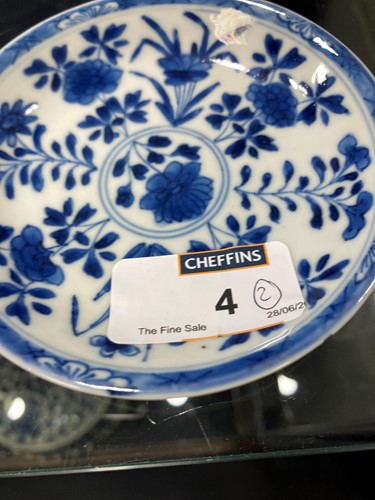 CHEFFINS
4
2
28/06/2
The Fine Sale